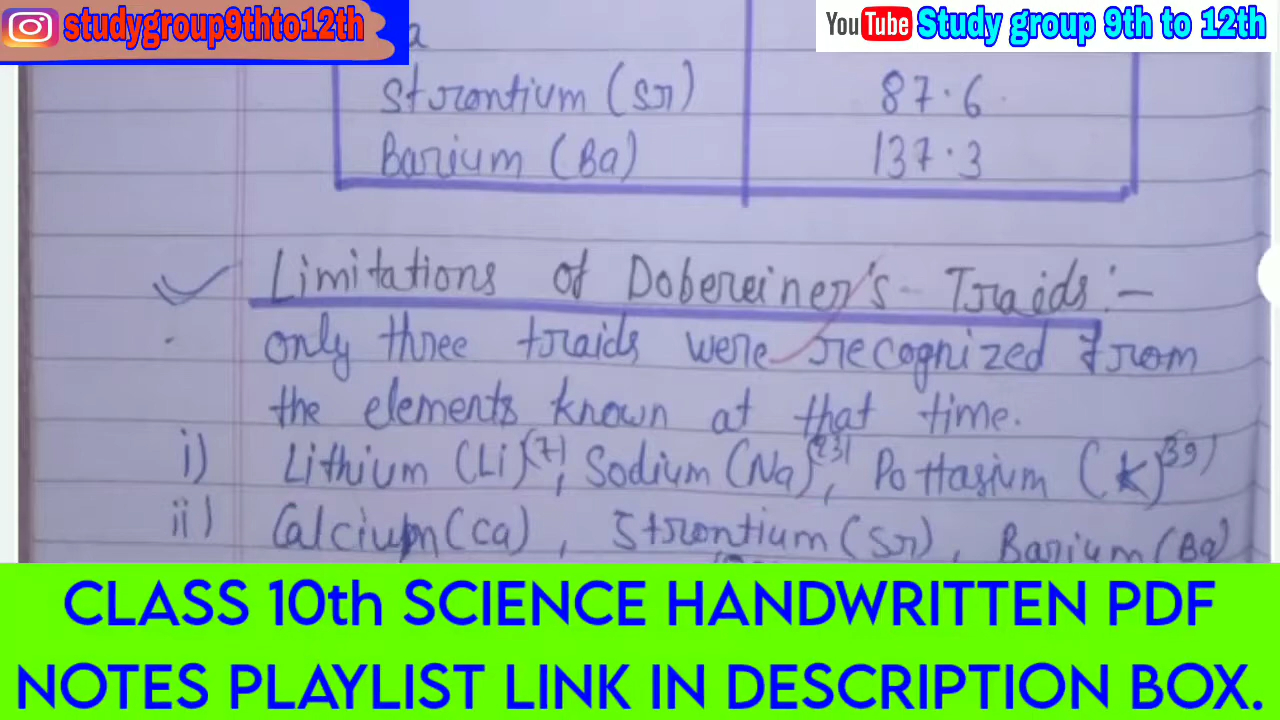 studygroup9thto12th
YouTube Study group 9th to 12th
a
Strontium (Sr) 87.6
Barium (Ba) 137.3
Limitations of Dobereiner's Traids :-
only three traids were recognized from
the elements known at that time.
i) Lithium (Li)(7), Sodium (Na)(23), Pottasium (K)(39)
ii) Calcium (Ca), Strontium (Sr), Barium (Ba)
CLASS 10th SCIENCE HANDWRITTEN PDF
NOTES PLAYLIST LINK IN DESCRIPTION BOX.